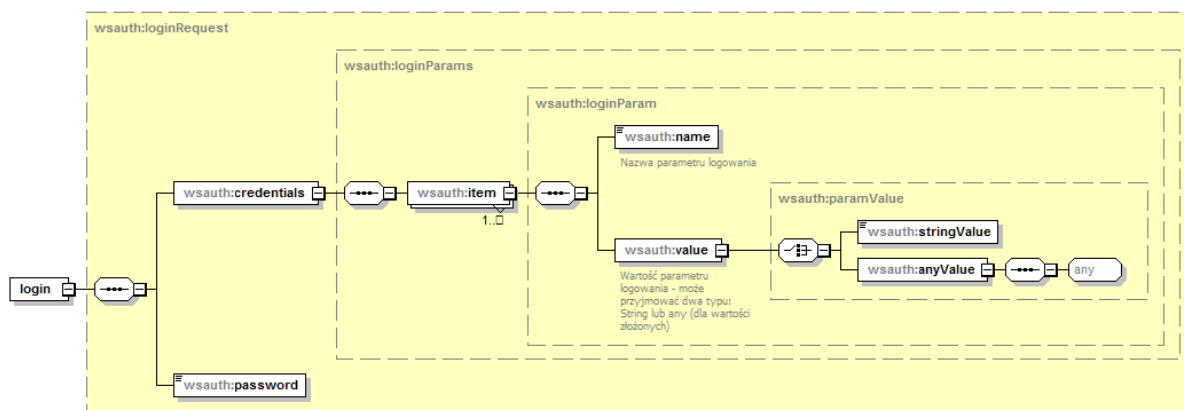 wsauth:loginRequest
wsauth:loginParams
wsauth:loginParam
wsauth:name
Nazwa parametru logowania
wsauth:credentials
wsauth:item
1..□
wsauth:paramValue
wsauth:stringValue
wsauth:value
wsauth:anyValue
any
Wartość parametru
logowania - może
przyjmować dwa typu:
String lub any (dla wartości
złożonych)
login
wsauth:password